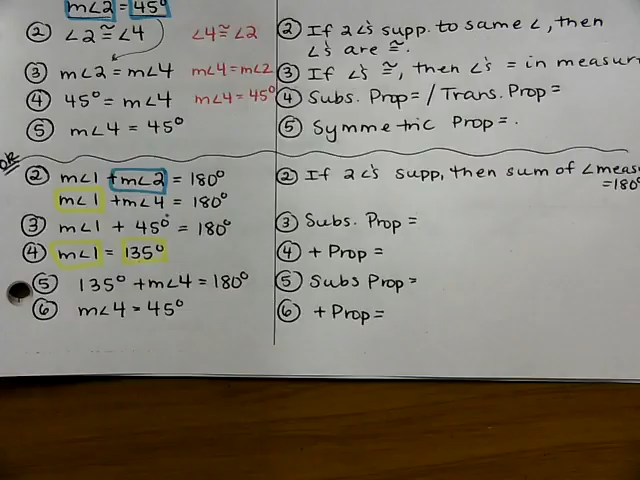 m∠2 = 45°
② ∠2 ≅ ∠4 ∠4 ≅ ∠2 ② If 2 ∠'s supp. to same ∠, then
∠'s are ≅.
③ m∠2 = m∠4 m∠4 = m∠2 ③ If ∠'s ≅, then ∠'s = in measur
④ 45° = m∠4 m∠4 = 45° ④ Subs. Prop = / Trans. Prop =
⑤ m∠4 = 45° ⑤ Symmetric Prop = .
OR
② m∠1 + m∠2 = 180° ② If 2 ∠'s supp, then sum of ∠ meas
= 180°
m∠1 + m∠4 = 180°
③ m∠1 + 45° = 180° ③ Subs. Prop =
④ m∠1 = 135° ④ + Prop =
⑤ 135° + m∠4 = 180° ⑤ Subs Prop =
⑥ m∠4 = 45° ⑥ + Prop =